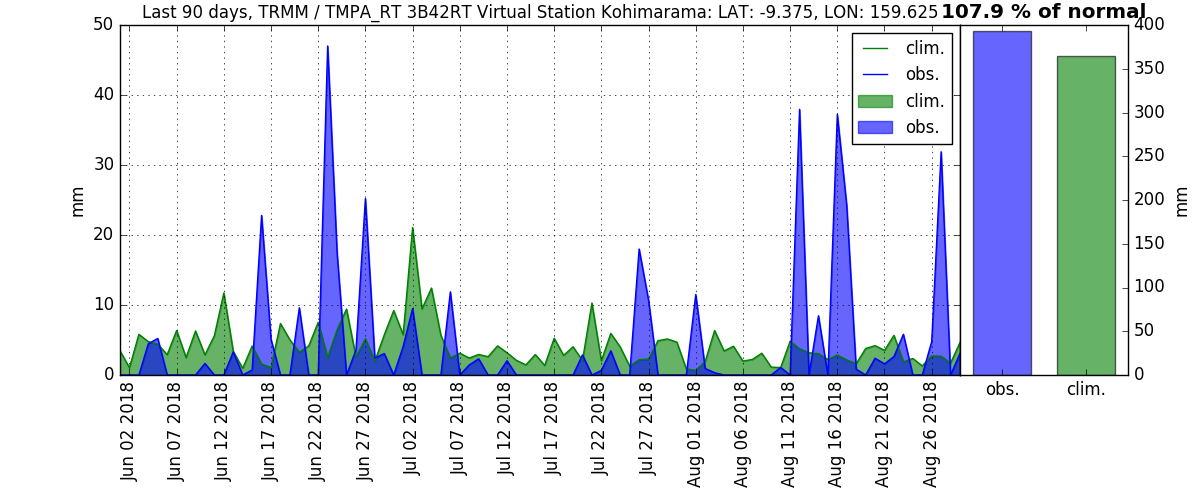 Last 90 days, TRMM / TMPA_RT 3B42RT Virtual Station Kohimarama: LAT: -9.375, LON: 159.625 107.9 % of normal
50
40
30
20
10
0
mm
clim.
obs.
clim.
obs.
400
350
300
250
200
150
100
50
0
mm
obs.
clim.
Jun 02 2018
Jun 07 2018
Jun 12 2018
Jun 17 2018
Jun 22 2018
Jun 27 2018
Jul 02 2018
Jul 07 2018
Jul 12 2018
Jul 17 2018
Jul 22 2018
Jul 27 2018
Aug 01 2018
Aug 06 2018
Aug 11 2018
Aug 16 2018
Aug 21 2018
Aug 26 2018